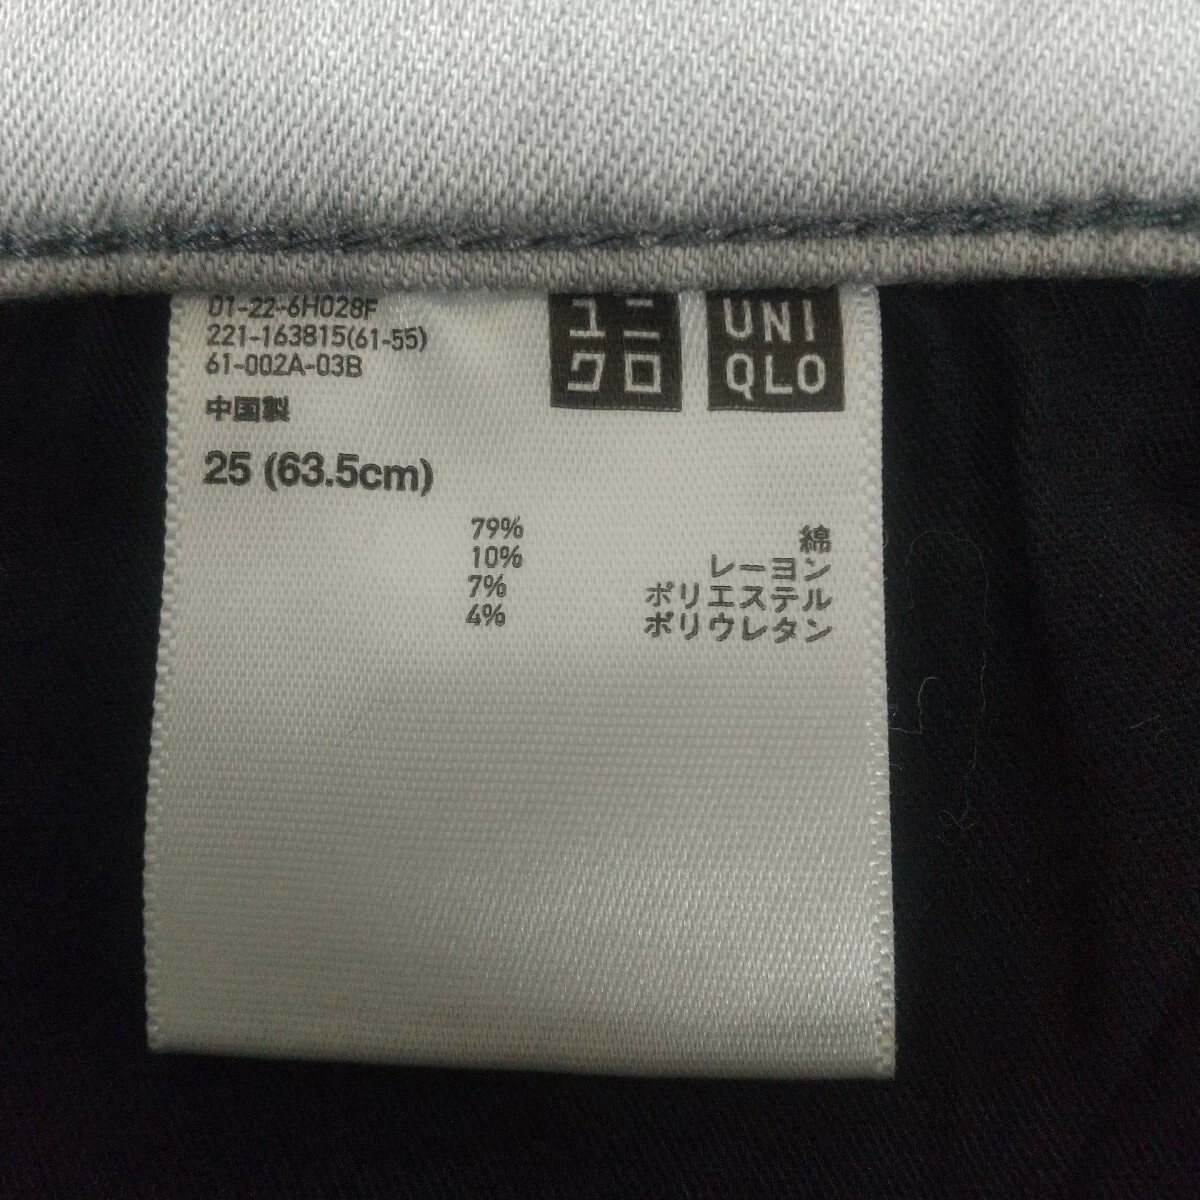 01-22-6H028F
221-163815(61-55)
61-002A-03B
ユニ
クロ
UNI
QLO
中国製
25 (63.5cm)
79% 綿
10% レーヨン
7% ポリエステル
4% ポリウレタン